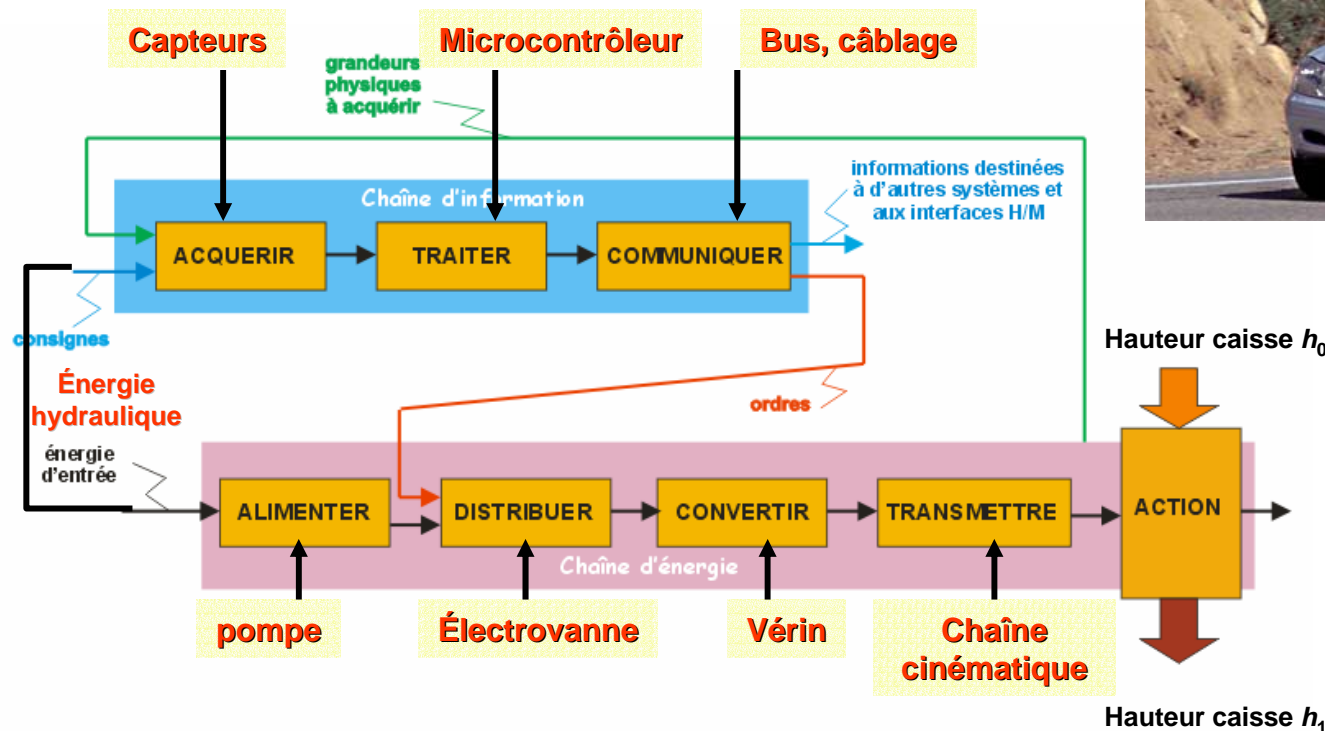 Capteurs
Microcontrôleur
Bus, câblage
grandeurs
physiques
à acquérir
informations destinées
à d'autres systèmes et
aux interfaces H/M
Chaîne d'information
ACQUERIR
TRAITER
COMMUNIQUER
consignes
Hauteur caisse h0
Énergie
hydraulique
ordres
énergie
d'entrée
ALIMENTER
DISTRIBUER
CONVERTIR
TRANSMETTRE
ACTION
Chaîne d'énergie
pompe
Électrovanne
Vérin
Chaîne
cinématique
Hauteur caisse h1